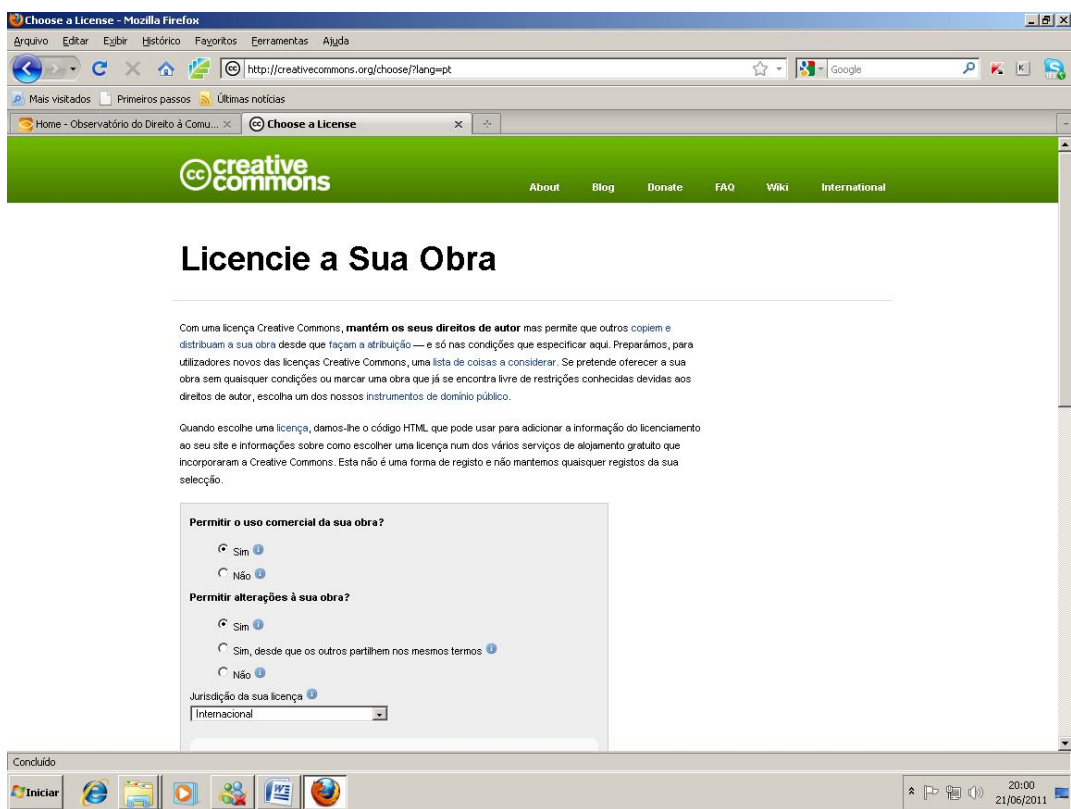 Choose a License - Mozilla Firefox
Arquivo Editar Exibir Histórico Favoritos Ferramentas Ajuda
http://creativecommons.org/choose/?lang=pt
Google
Mais visitados Primeiros passos Últimas notícias
Home - Observatório do Direito à Comu... Choose a License
cc creative commons
About Blog Donate FAQ Wiki International
Licencie a Sua Obra
Com uma licença Creative Commons, mantém os seus direitos de autor mas permite que outros copiem e
distribuam a sua obra desde que façam a atribuição — e só nas condições que especificar aqui. Preparámos, para
utilizadores novos das licenças Creative Commons, uma lista de coisas a considerar. Se pretende oferecer a sua
obra sem quaisquer condições ou marcar uma obra que já se encontra livre de restrições conhecidas devidas aos
direitos de autor, escolha um dos nossos instrumentos de domínio público.
Quando escolhe uma licença, damos-lhe o código HTML que pode usar para adicionar a informação do licenciamento
ao seu site e informações sobre como escolher uma licença num dos vários serviços de alojamento gratuito que
incorporaram a Creative Commons. Esta não é uma forma de registo e não mantemos quaisquer registos da sua
selecção.
Permitir o uso comercial da sua obra?
Sim
Não
Permitir alterações à sua obra?
Sim
Sim, desde que os outros partilhem nos mesmos termos
Não
Jurisdição da sua licença
Internacional
Concluído
Iniciar
20:00
21/06/2011